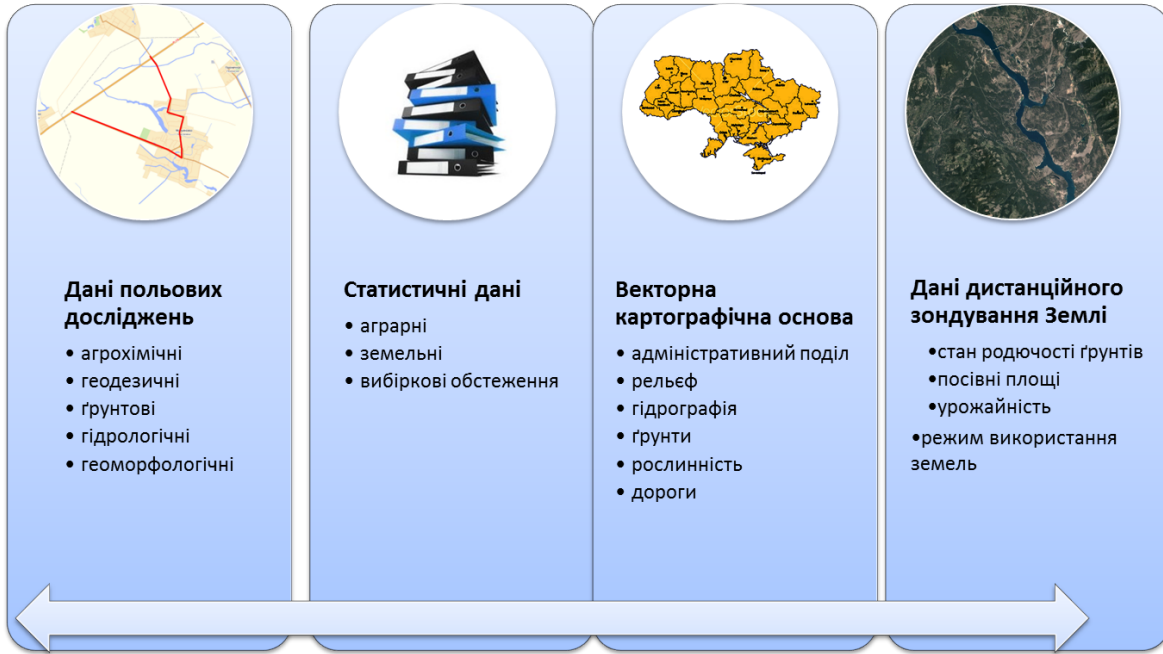 Дані польових
досліджень
• агрохімічні
• геодезичні
• ґрунтові
• гідрологічні
• геоморфологічні
Статистичні дані
• аграрні
• земельні
• вибіркові обстеження
Векторна
картографічна основа
• адміністративний поділ
• рельєф
• гідрографія
• ґрунти
• рослинність
• дороги
Дані дистанційного
зондування Землі
•стан родючості ґрунтів
•посівні площі
•урожайність
•режим використання
земель